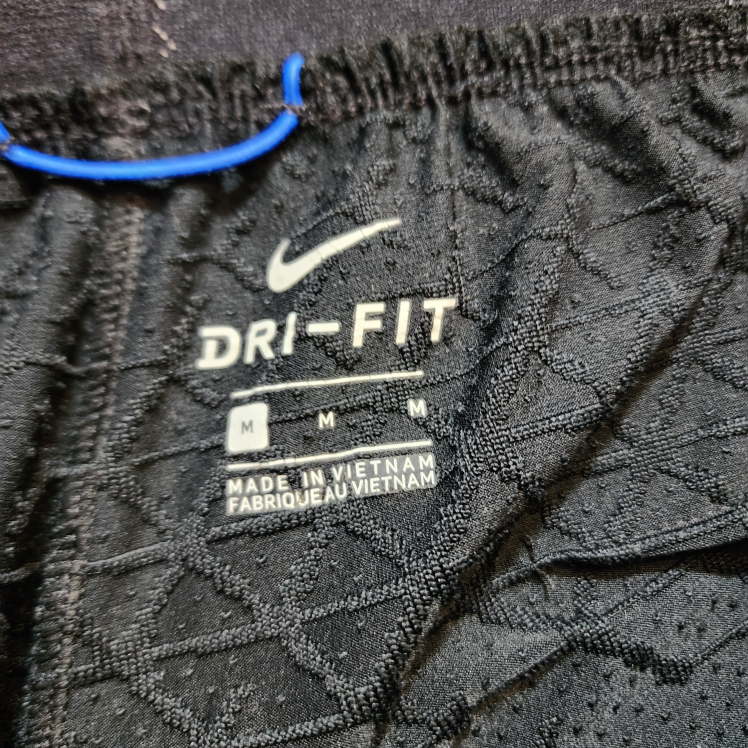 DRI-FIT
M M M
MADE IN VIETNAM
FABRIQUE AU VIETNAM